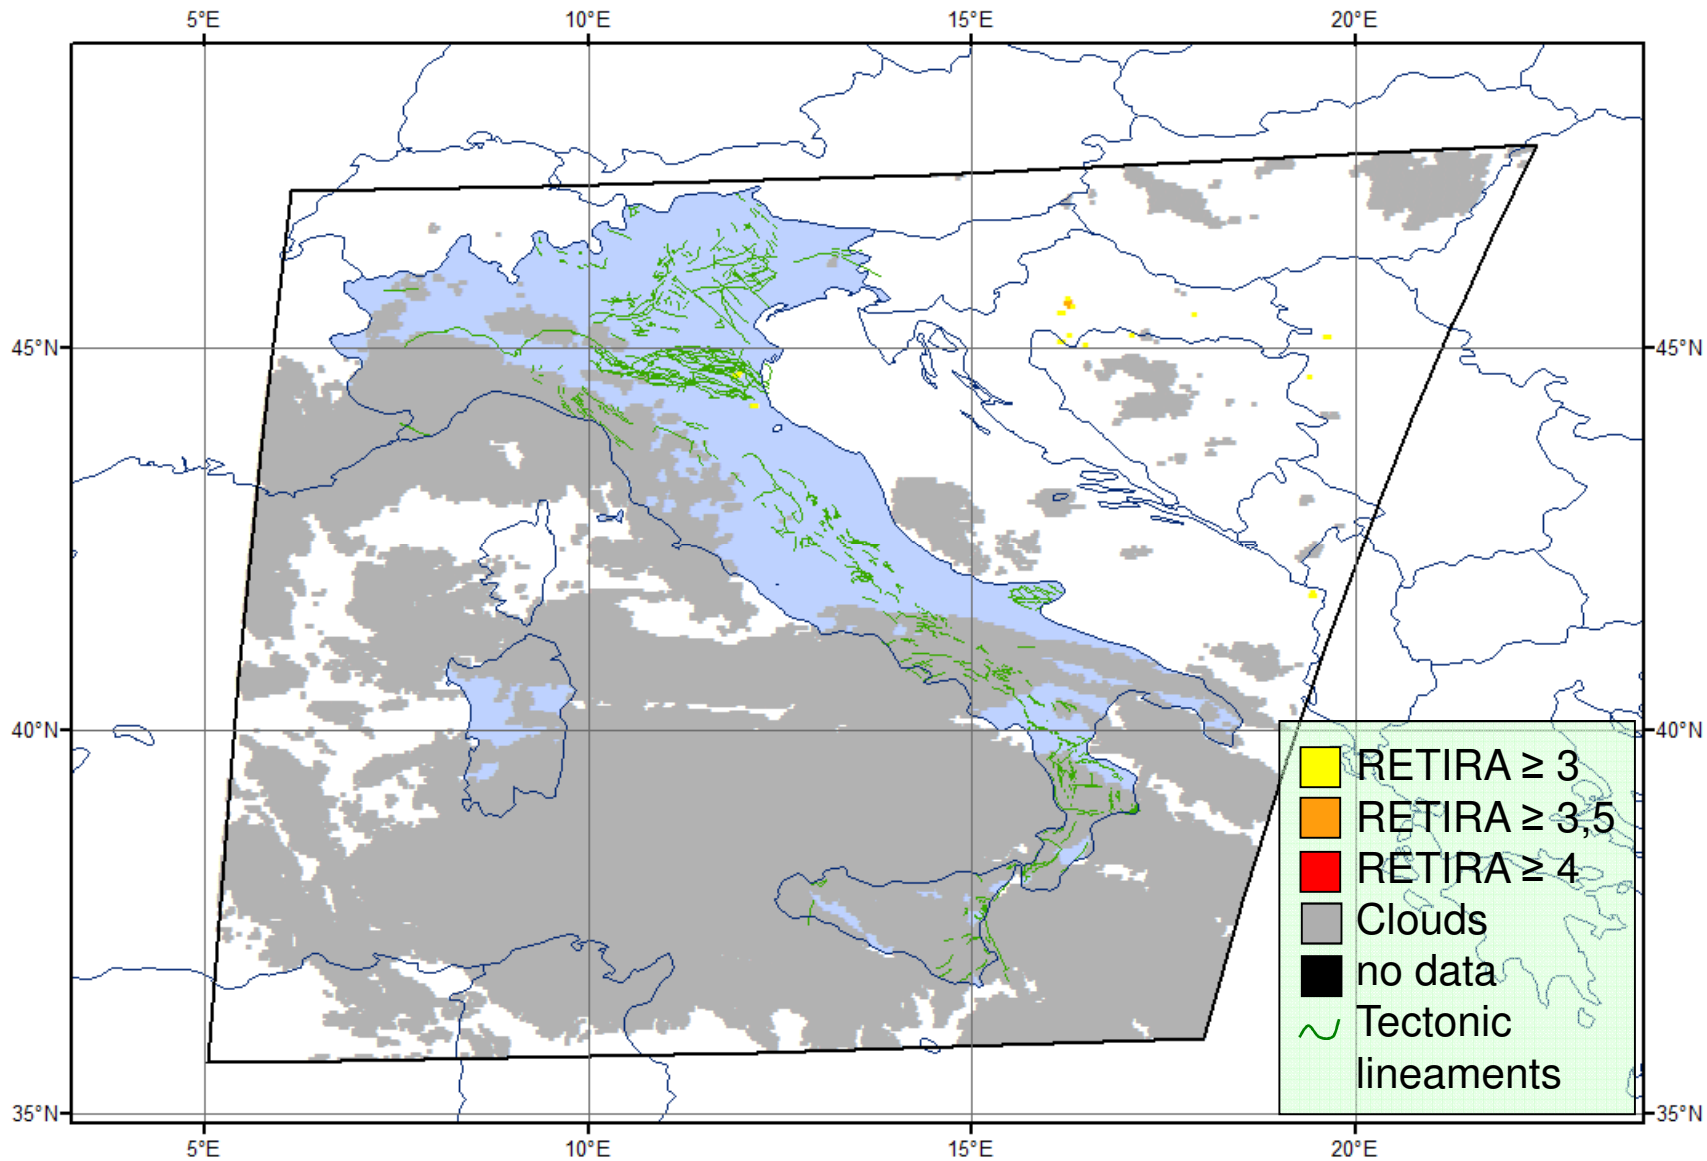 5°E 10°E 15°E 20°E
45°N 45°N
40°N 40°N
RETIRA ≥ 3
RETIRA ≥ 3,5
RETIRA ≥ 4
Clouds
no data
Tectonic
lineaments
35°N 35°N
5°E 10°E 15°E 20°E